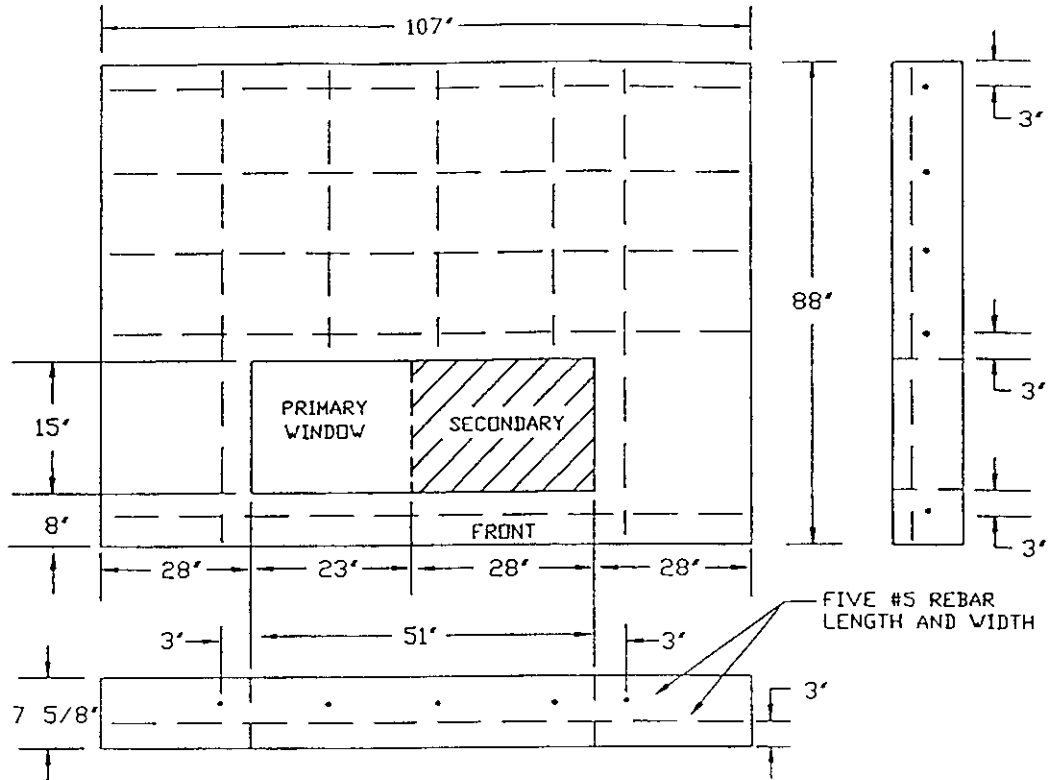 107"
3"
88"
3"
15"
PRIMARY
WINDOW
SECONDARY
8"
FRONT
3"
28"
23"
28"
28"
FIVE #5 REBAR
LENGTH AND WIDTH
3"
51"
3"
7 5/8"
3"